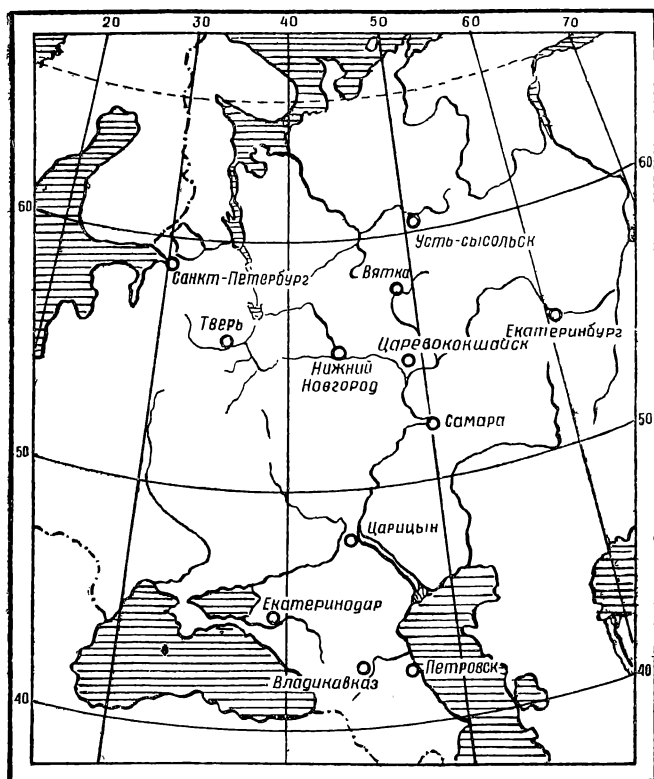 20 30 40 50 60 70
60
60
Усть-сысольск
Санкт-Петербург
Вятка
Тверь
Екатеринбург
Царевококшайск
Нижний
Новгород
Самара
50
50
Царицын
Екатеринодар
Владикавказ
Петровск
40
40